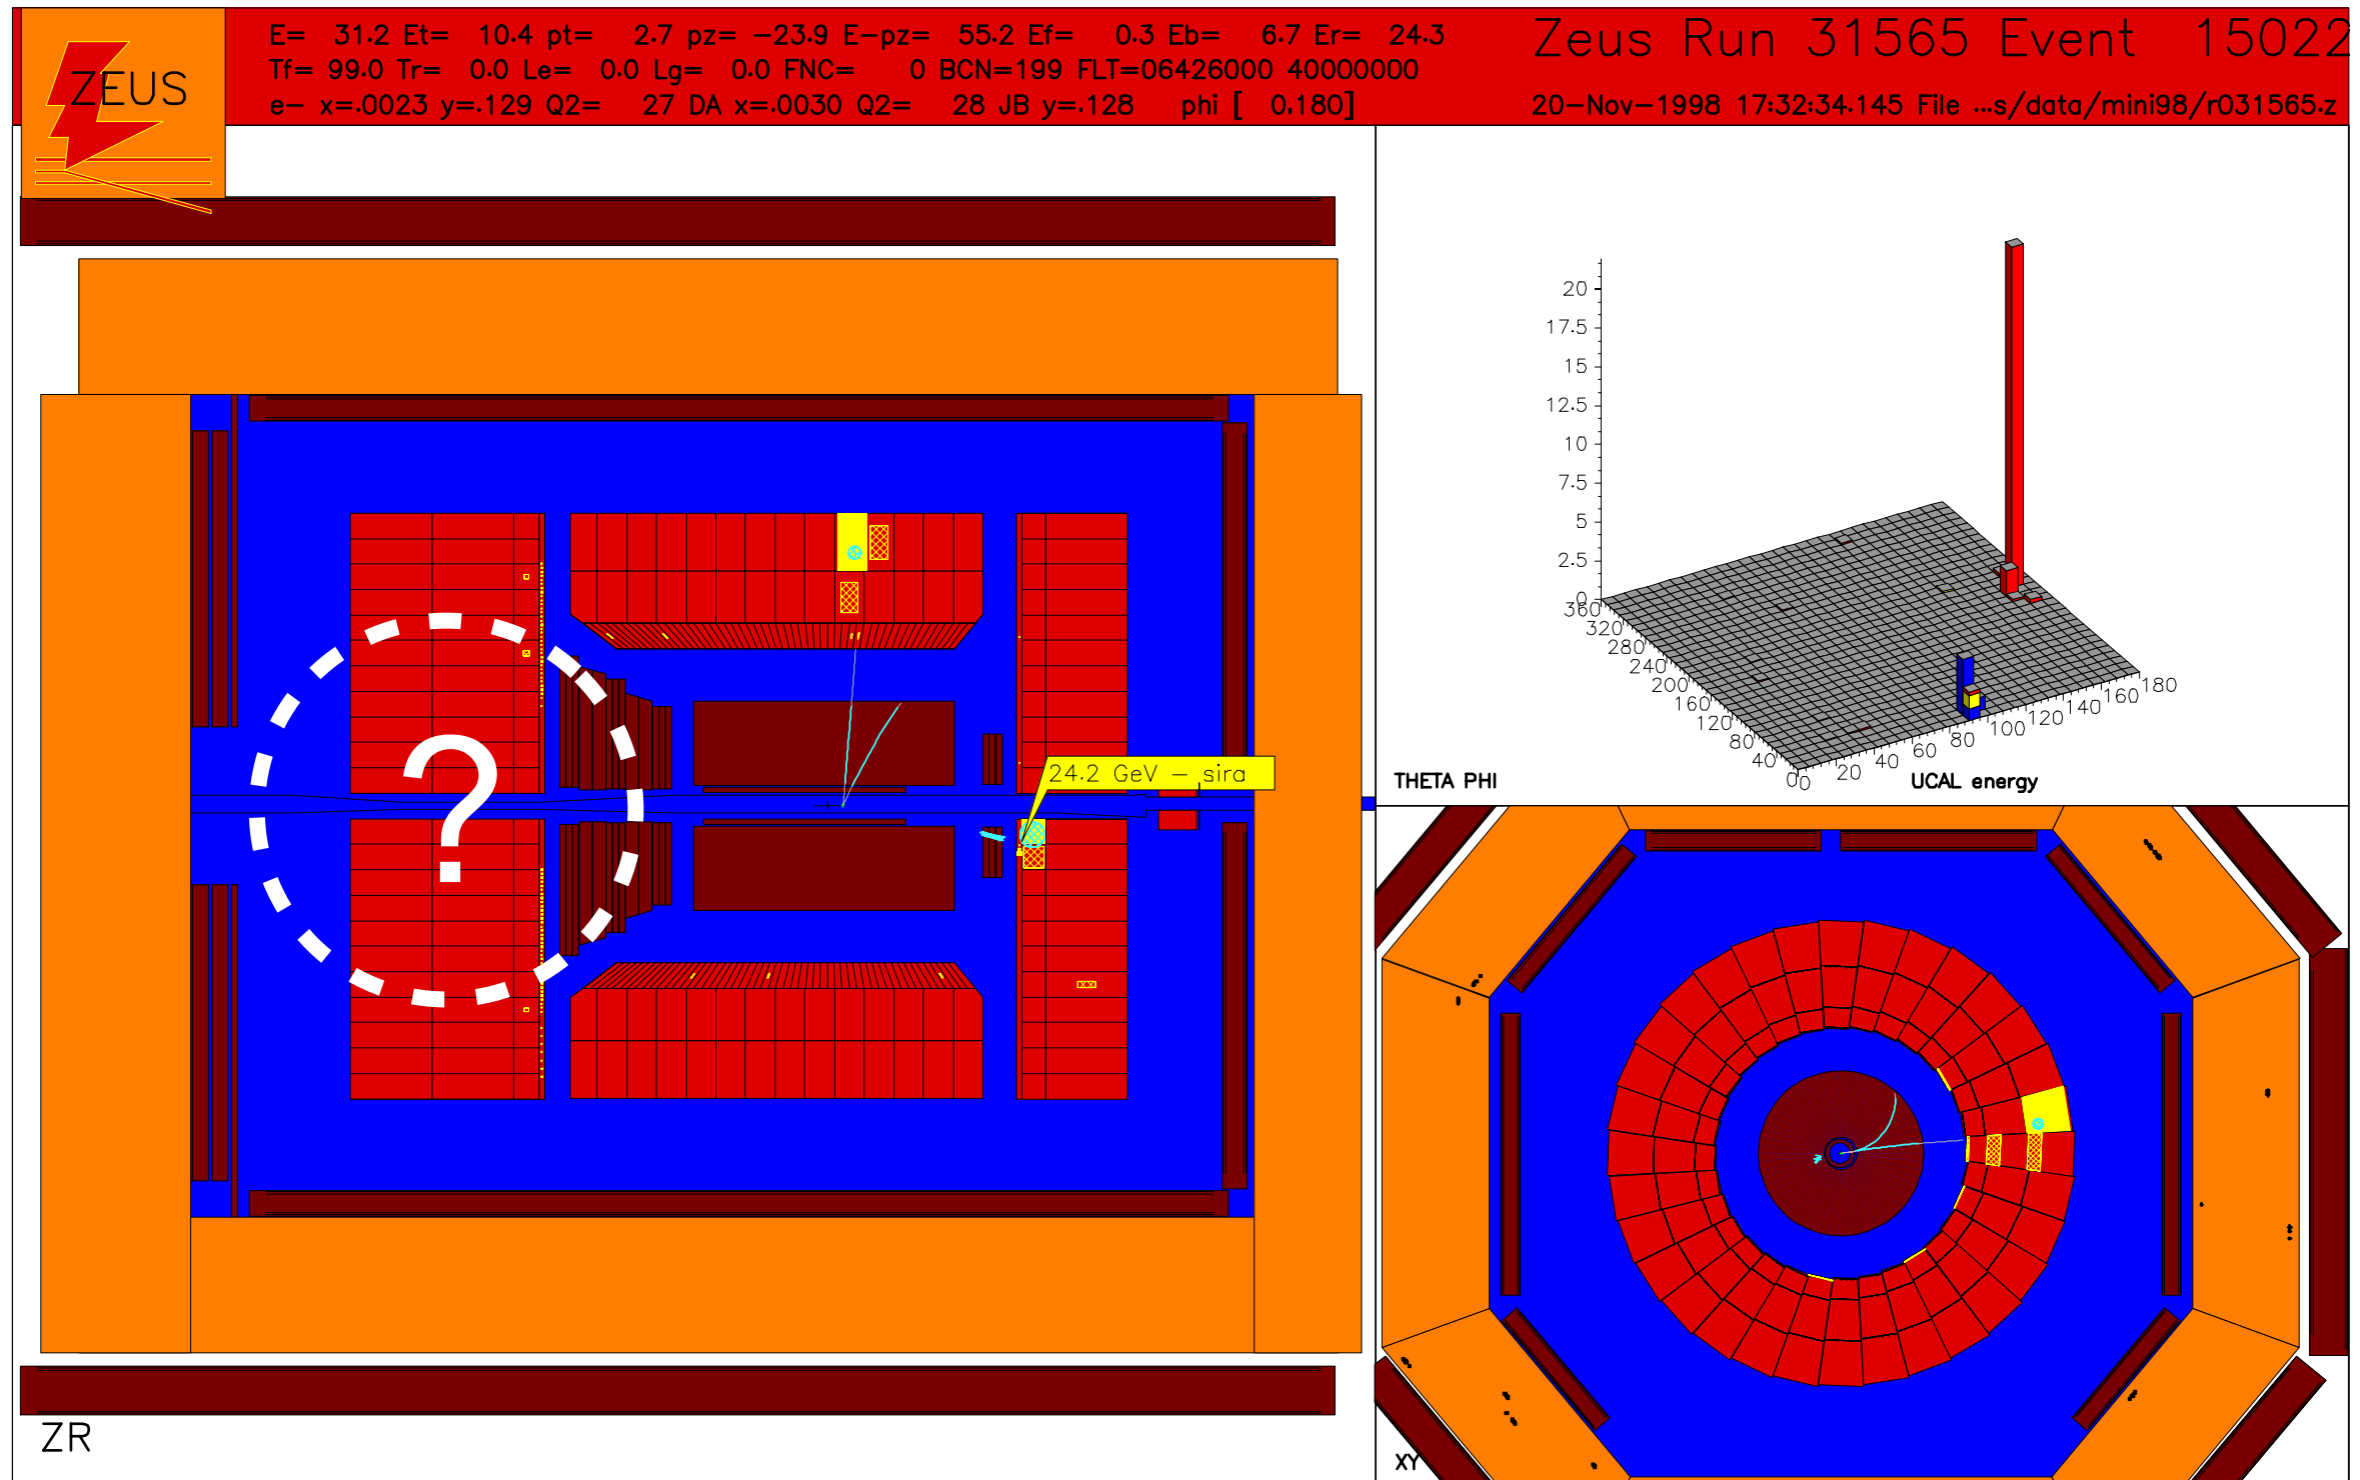 ZEUS
E= 31.2 Et= 10.4 pt= 2.7 pz= -23.9 E-pz= 55.2 Ef= 0.3 Eb= 6.7 Er= 24.3
Tf= 99.0 Tr= 0.0 Le= 0.0 Lg= 0.0 FNC= 0 BCN=199 FLT=06426000 40000000
e- x=.0023 y=.129 Q2= 27 DA x=.0030 Q2= 28 JB y=.128 phi [ 0.180]
Zeus Run 31565 Event 15022
20-Nov-1998 17:32:34.145 File ...s/data/mini98/r031565.z
?
24.2 GeV - sira
ZR
20
17.5
15
12.5
10
7.5
5
2.5
0
360
320
280
240
200
160
120
80
40
0
0
20
40
60
80
100
120
140
160
180
THETA PHI
UCAL energy
XY